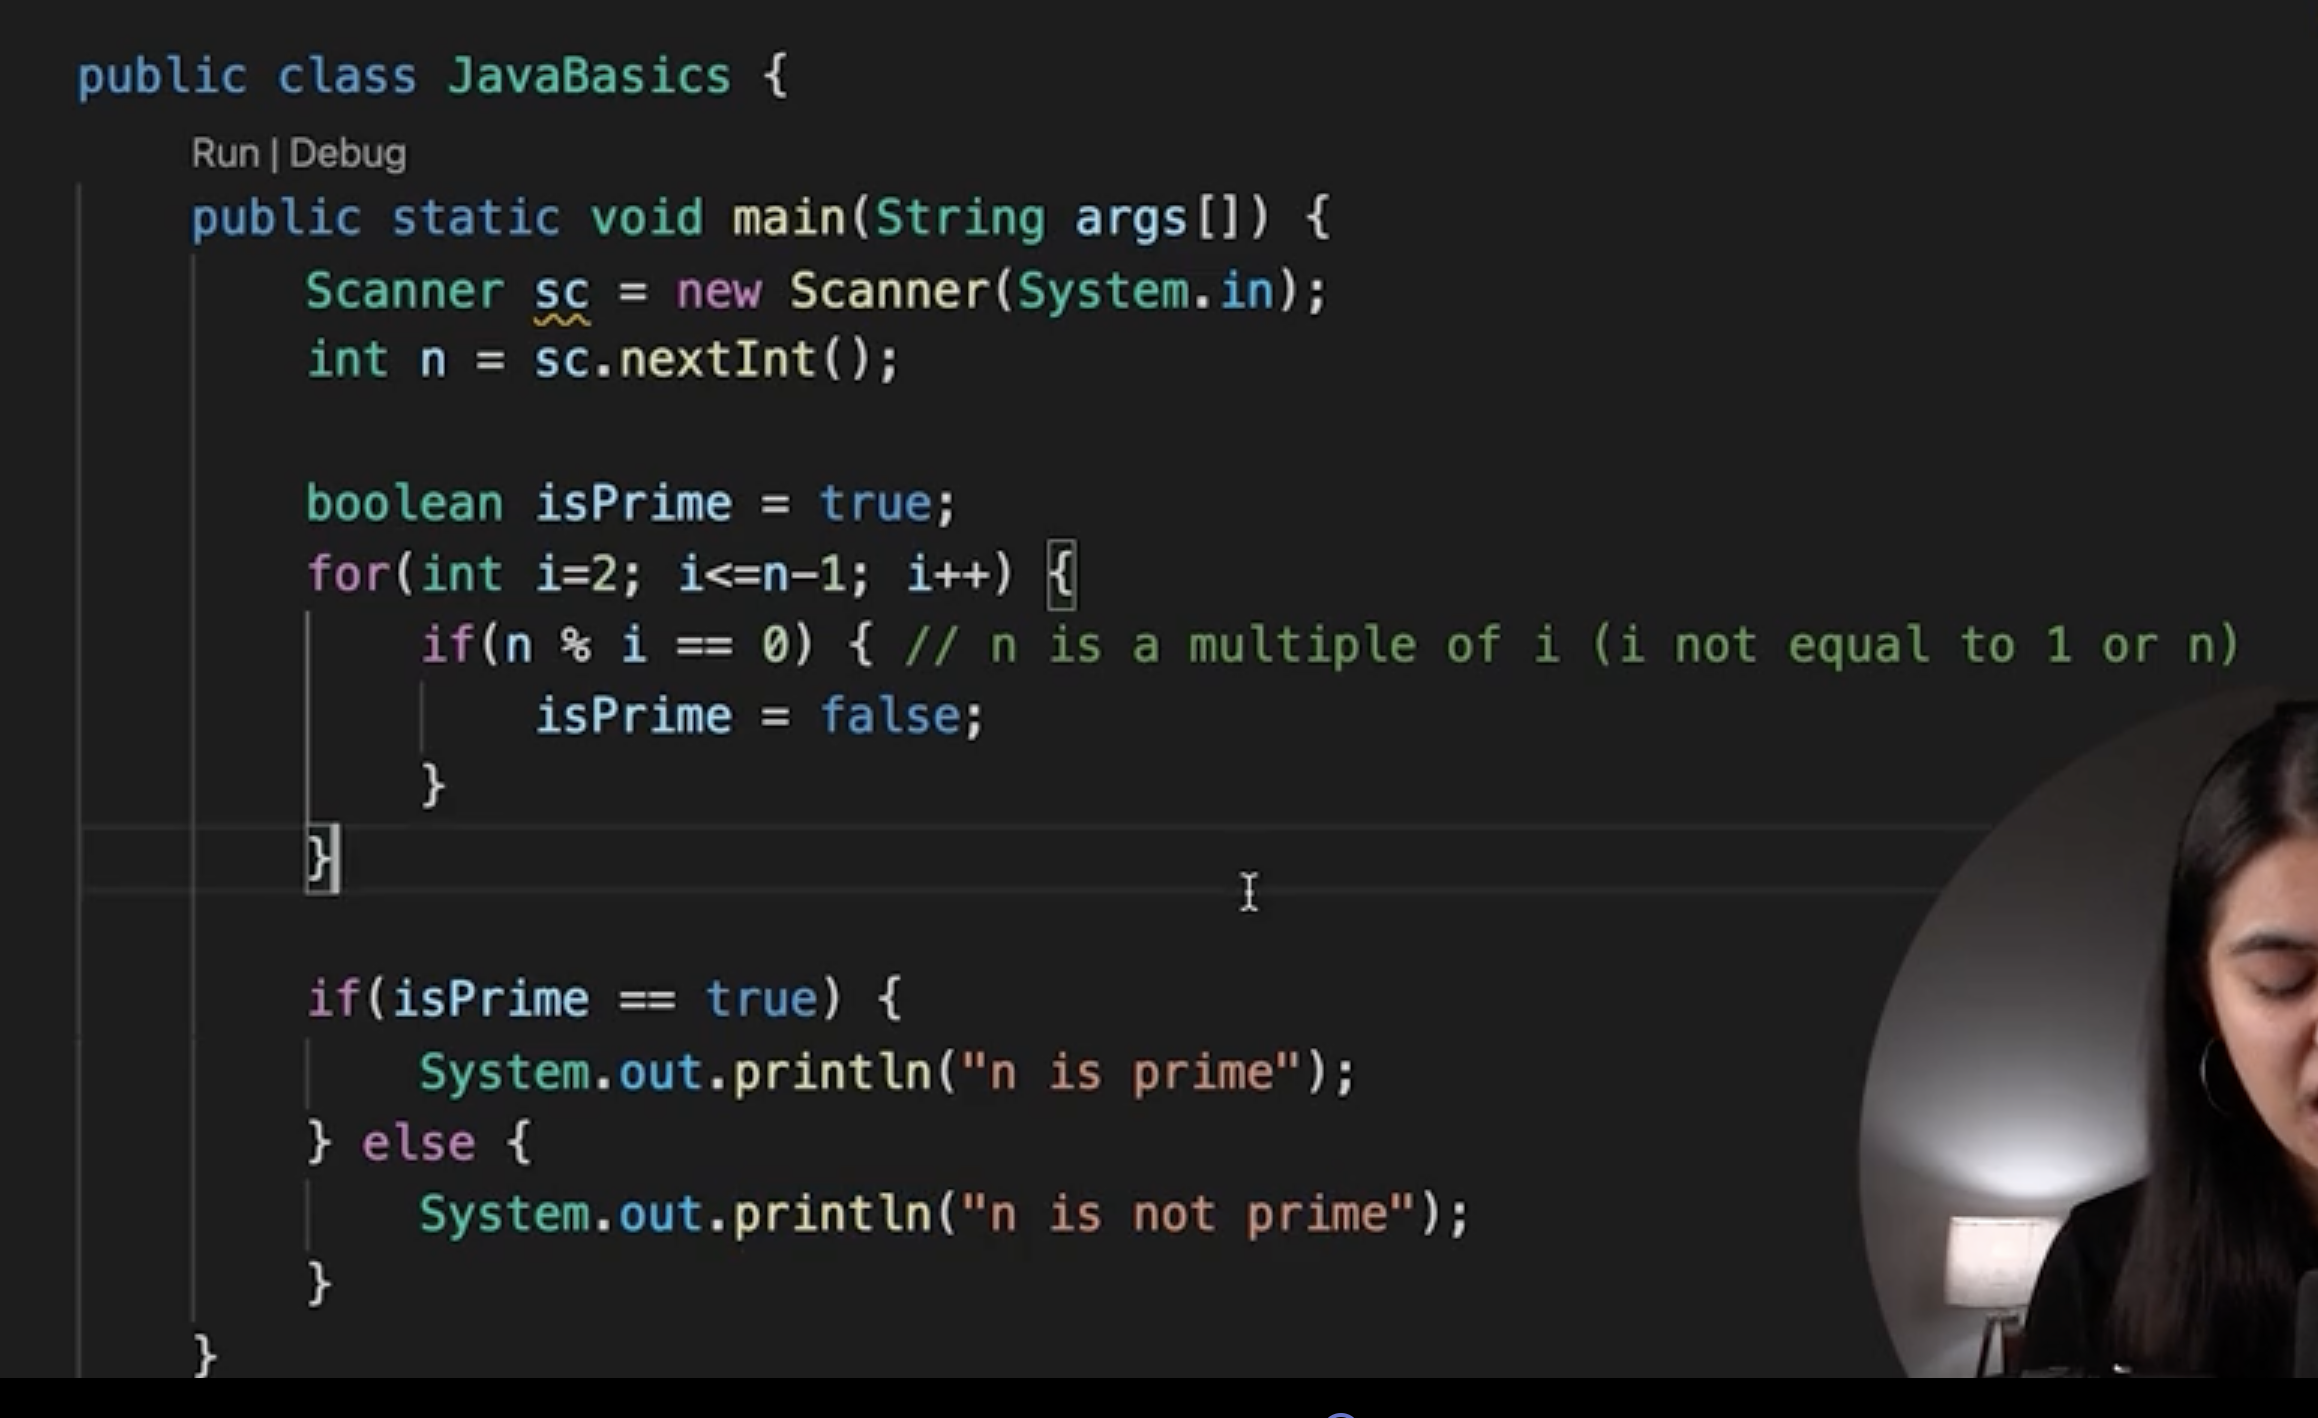 public class JavaBasics {
Run | Debug
public static void main(String args[]) {
Scanner sc = new Scanner(System.in);
int n = sc.nextInt();
boolean isPrime = true;
for(int i=2; i<=n-1; i++) {
if(n % i == 0) { // n is a multiple of i (i not equal to 1 or n)
isPrime = false;
}
}
if(isPrime == true) {
System.out.println("n is prime");
} else {
System.out.println("n is not prime");
}
}